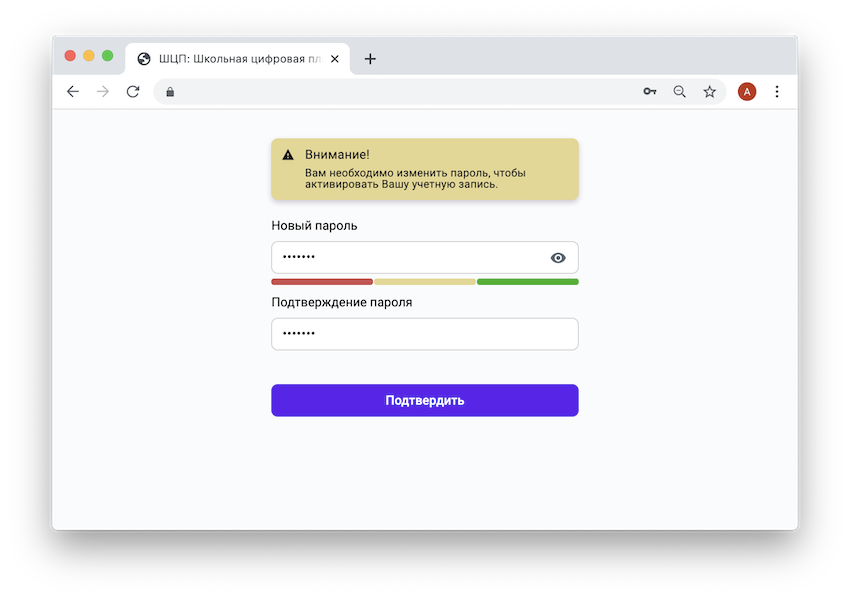 ШЦП: Школьная цифровая пл
А
Внимание!
Вам необходимо изменить пароль, чтобы
активировать Вашу учетную запись.
Новый пароль
•••••••
Подтверждение пароля
•••••••
Подтвердить